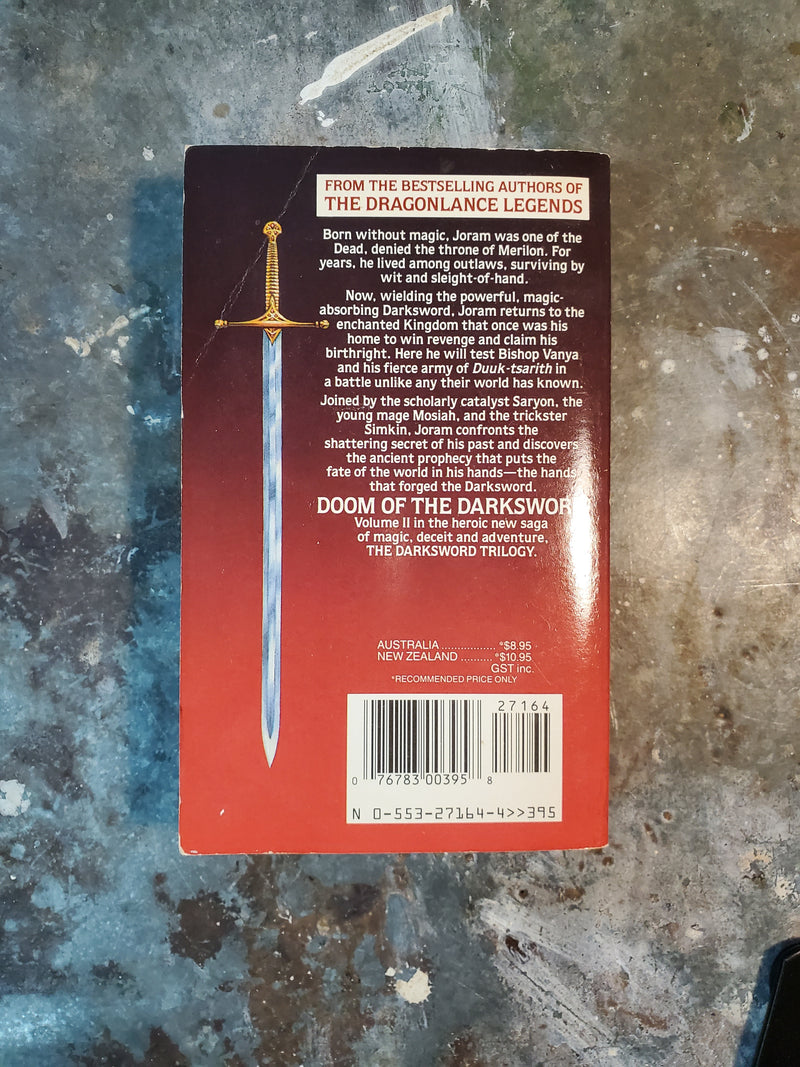 FROM THE BESTSELLING AUTHORS OF
THE DRAGONLANCE LEGENDS
Born without magic, Joram was one of the
Dead, denied the throne of Merilon. For
years, he lived among outlaws, surviving by
wit and sleight-of-hand.
Now, wielding the powerful, magic-
absorbing Darksword, Joram returns to the
enchanted Kingdom that once was his
home to win revenge and claim his
birthright. Here he will test Bishop Vanya
and his fierce army of Duuk-tsarith in
a battle unlike any their world has known.
Joined by the scholarly catalyst Saryon, the
young mage Mosiah, and the trickster
Simkin, Joram confronts the
shattering secret of his past and discovers
the ancient prophecy that puts the
fate of the world in his hands—the hands
that forged the Darksword.
DOOM OF THE DARKSWORD
Volume II in the heroic new saga
of magic, deceit and adventure,
THE DARKSWORD TRILOGY.
AUSTRALIA ................ *$8.95
NEW ZEALAND .......... *$10.95
GST inc.
*RECOMMENDED PRICE ONLY
27164
0 76783 00395 8
N 0-553-27164-4>>395